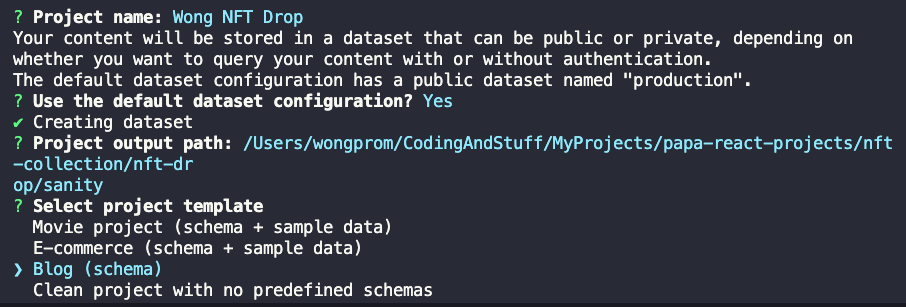 ? Project name: Wong NFT Drop
Your content will be stored in a dataset that can be public or private, depending on
whether you want to query your content with or without authentication.
The default dataset configuration has a public dataset named "production".
? Use the default dataset configuration? Yes
✔ Creating dataset
? Project output path: /Users/wongprom/CodingAndStuff/MyProjects/papa-react-projects/nft
-collection/nft-dr
op/sanity
? Select project template
Movie project (schema + sample data)
E-commerce (schema + sample data)
❯ Blog (schema)
Clean project with no predefined schemas